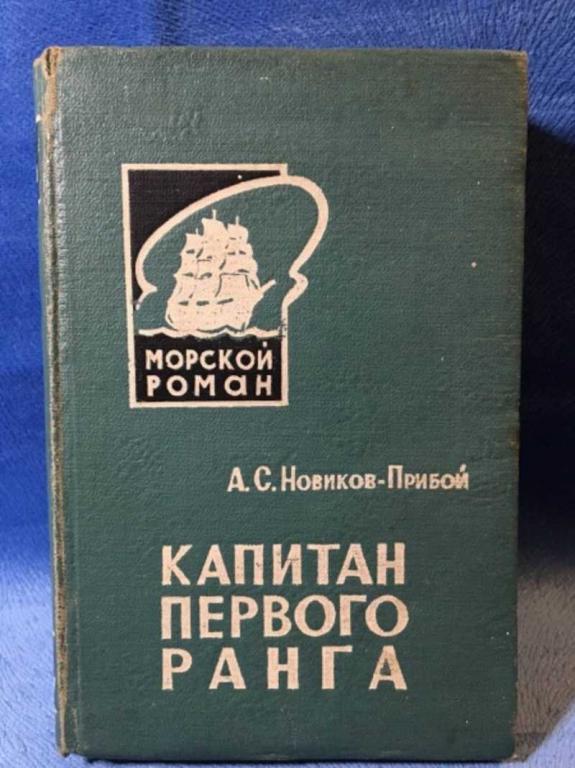 МОРСКОЙ
РОМАН
А.С.НОВИКОВ-ПРИБОЙ
КАПИТАН
ПЕРВОГО
РАНГА